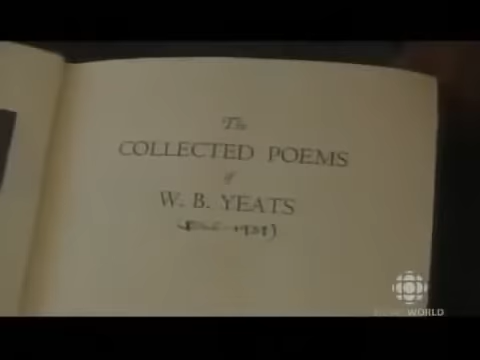 The
COLLECTED POEMS
of
W. B. YEATS
WORLD